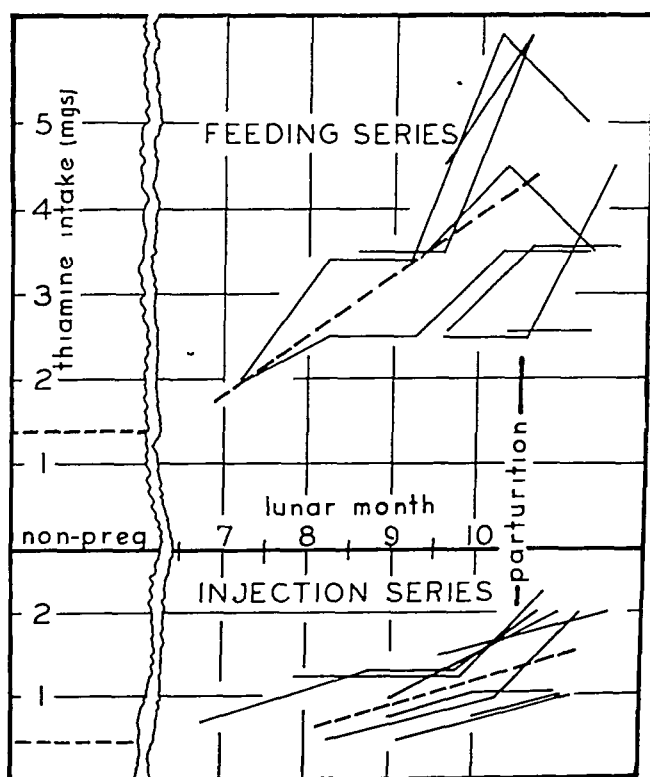 5
FEEDING SERIES
4
thiamine intake (mgs)
3
2
1
lunar month
non-preg 7 8 9 10
parturition
INJECTION SERIES
2
1